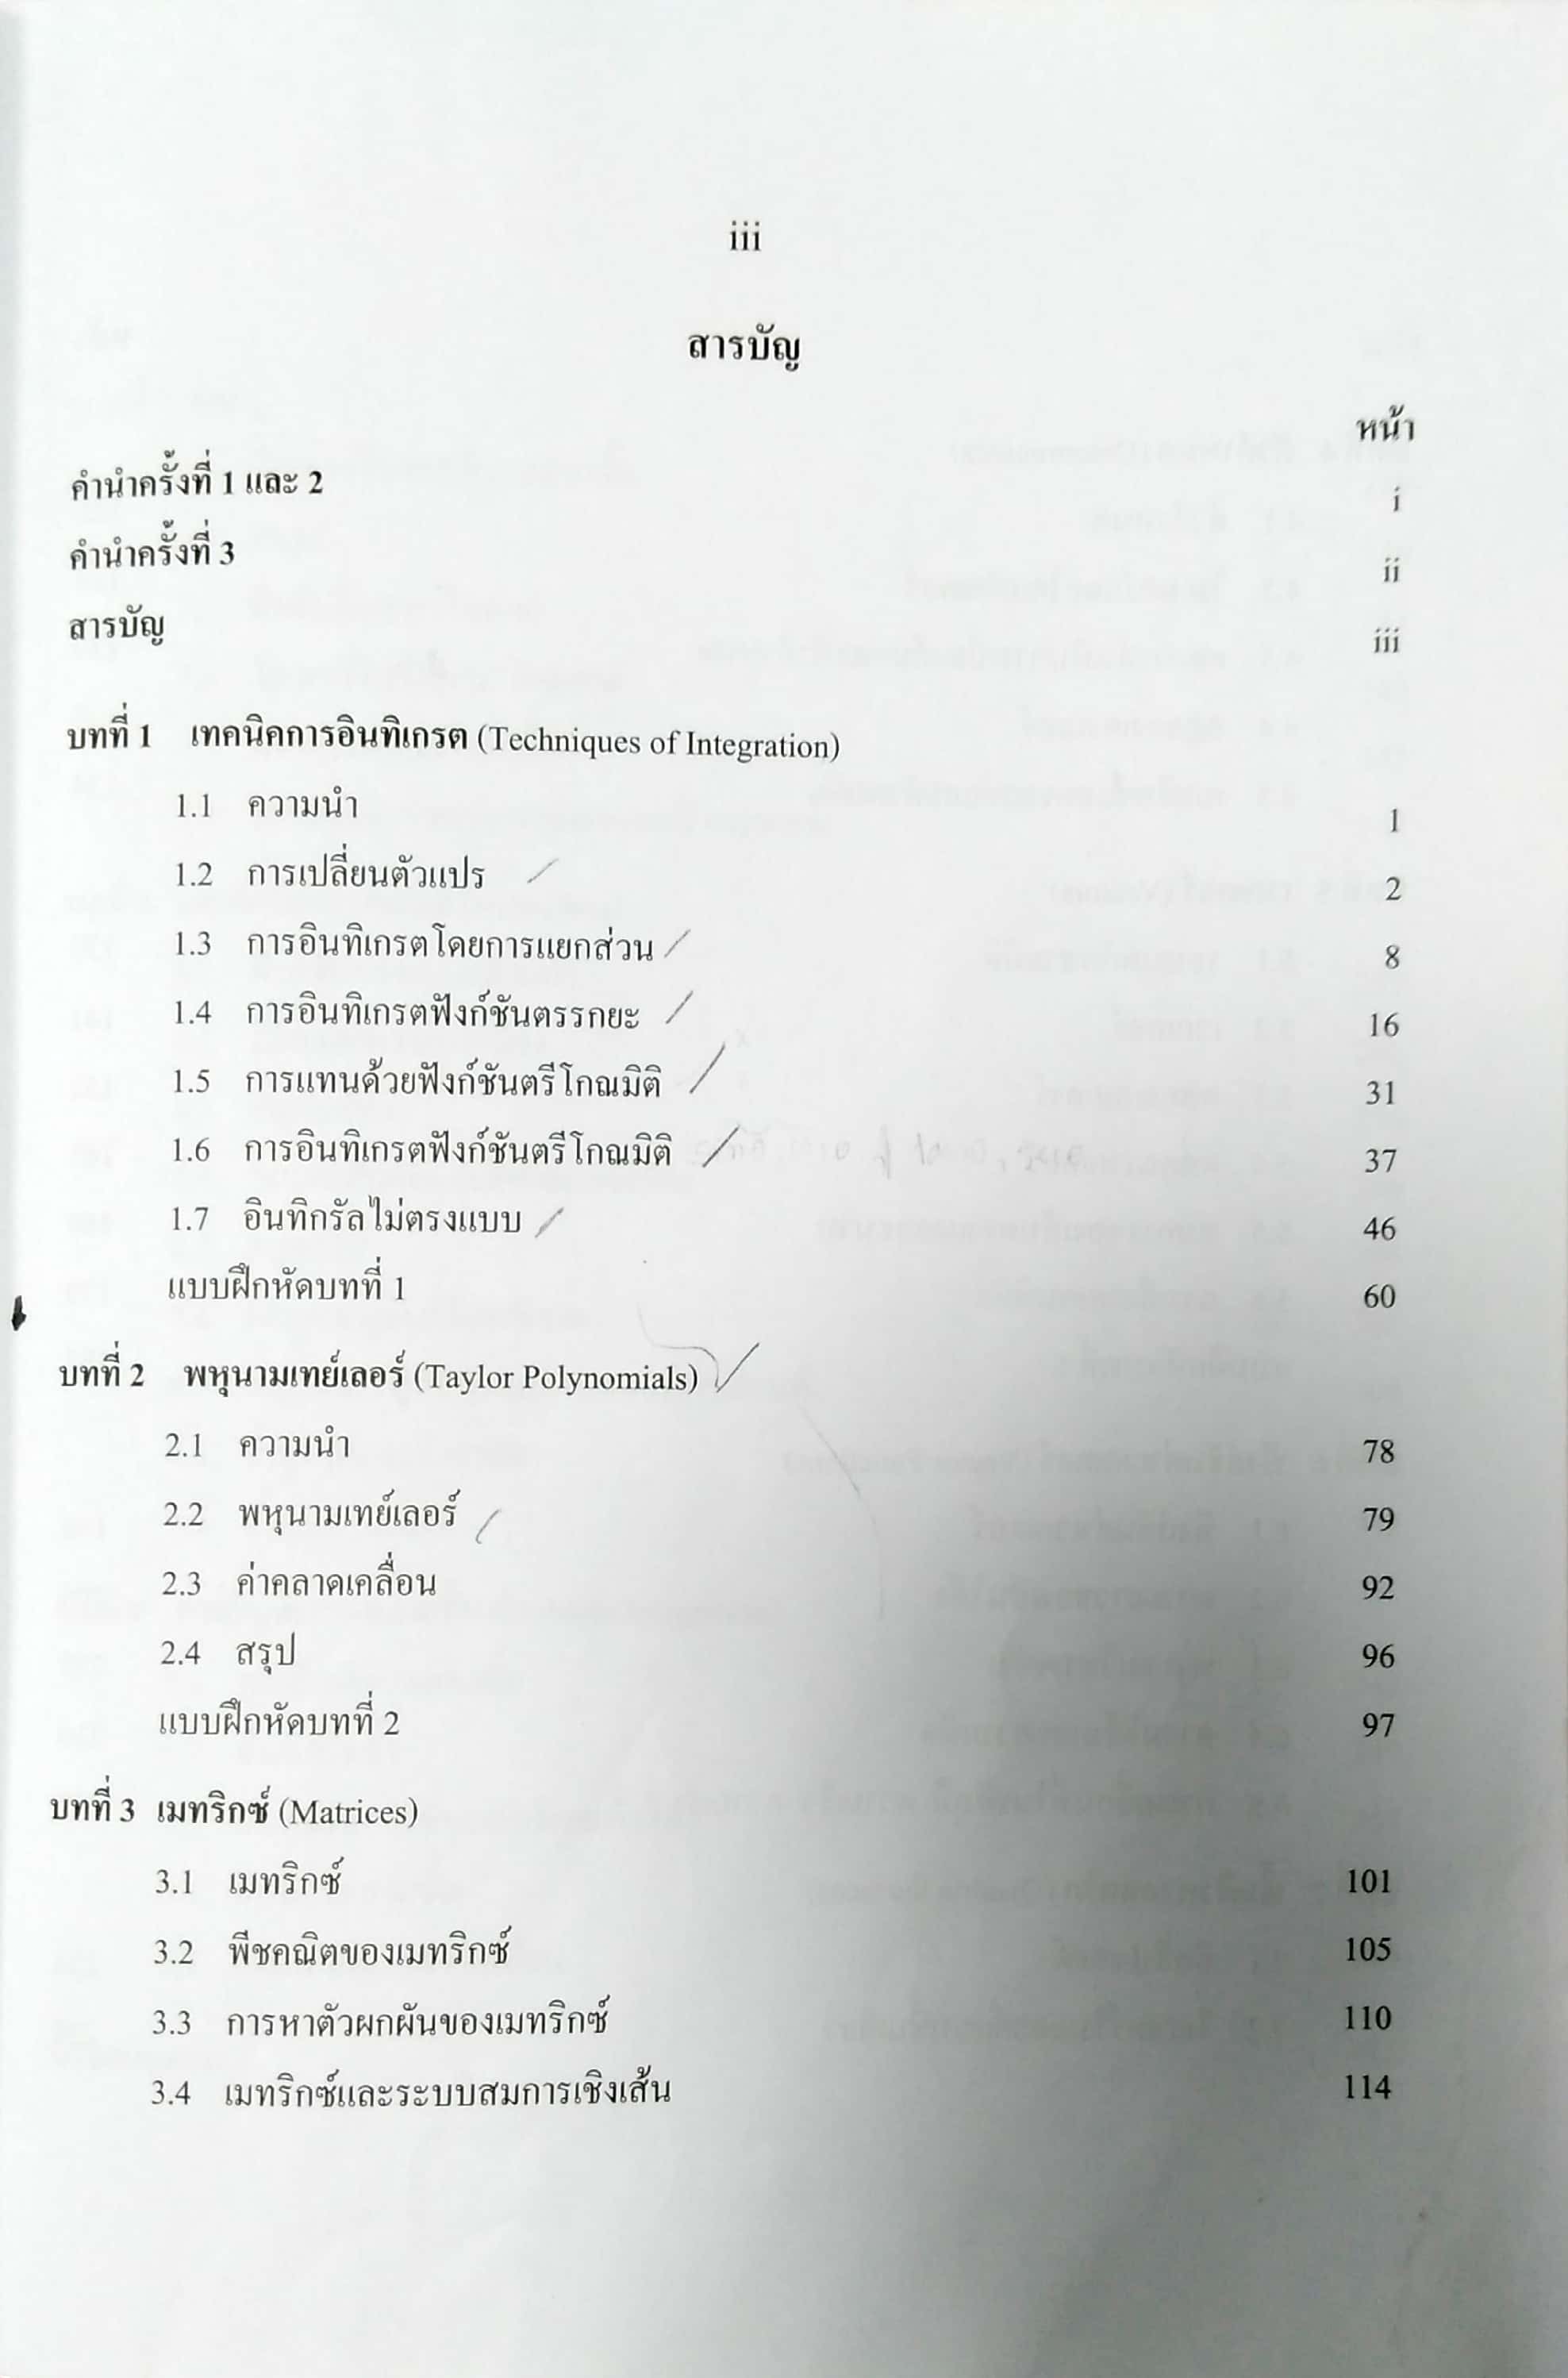 iii
สารบัญ
หน้า
คำนำครั้งที่ 1 และ 2 i
คำนำครั้งที่ 3 ii
สารบัญ iii
บทที่ 1 เทคนิคการอินทิเกรต (Techniques of Integration)
1.1 ความนำ 1
1.2 การเปลี่ยนตัวแปร 2
1.3 การอินทิเกรตโดยการแยกส่วน 8
1.4 การอินทิเกรตฟังก์ชันตรรกยะ 16
1.5 การแทนด้วยฟังก์ชันตรีโกณมิติ 31
1.6 การอินทิเกรตฟังก์ชันตรีโกณมิติ 37
1.7 อินทิกรัลไม่ตรงแบบ 46
แบบฝึกหัดบทที่ 1 60
บทที่ 2 พหุนามเทย์เลอร์ (Taylor Polynomials)
2.1 ความนำ 78
2.2 พหุนามเทย์เลอร์ 79
2.3 ค่าคลาดเคลื่อน 92
2.4 สรุป 96
แบบฝึกหัดบทที่ 2 97
บทที่ 3 เมทริกซ์ (Matrices)
3.1 เมทริกซ์ 101
3.2 พีชคณิตของเมทริกซ์ 105
3.3 การหาตัวผกผันของเมทริกซ์ 110
3.4 เมทริกซ์และระบบสมการเชิงเส้น 114